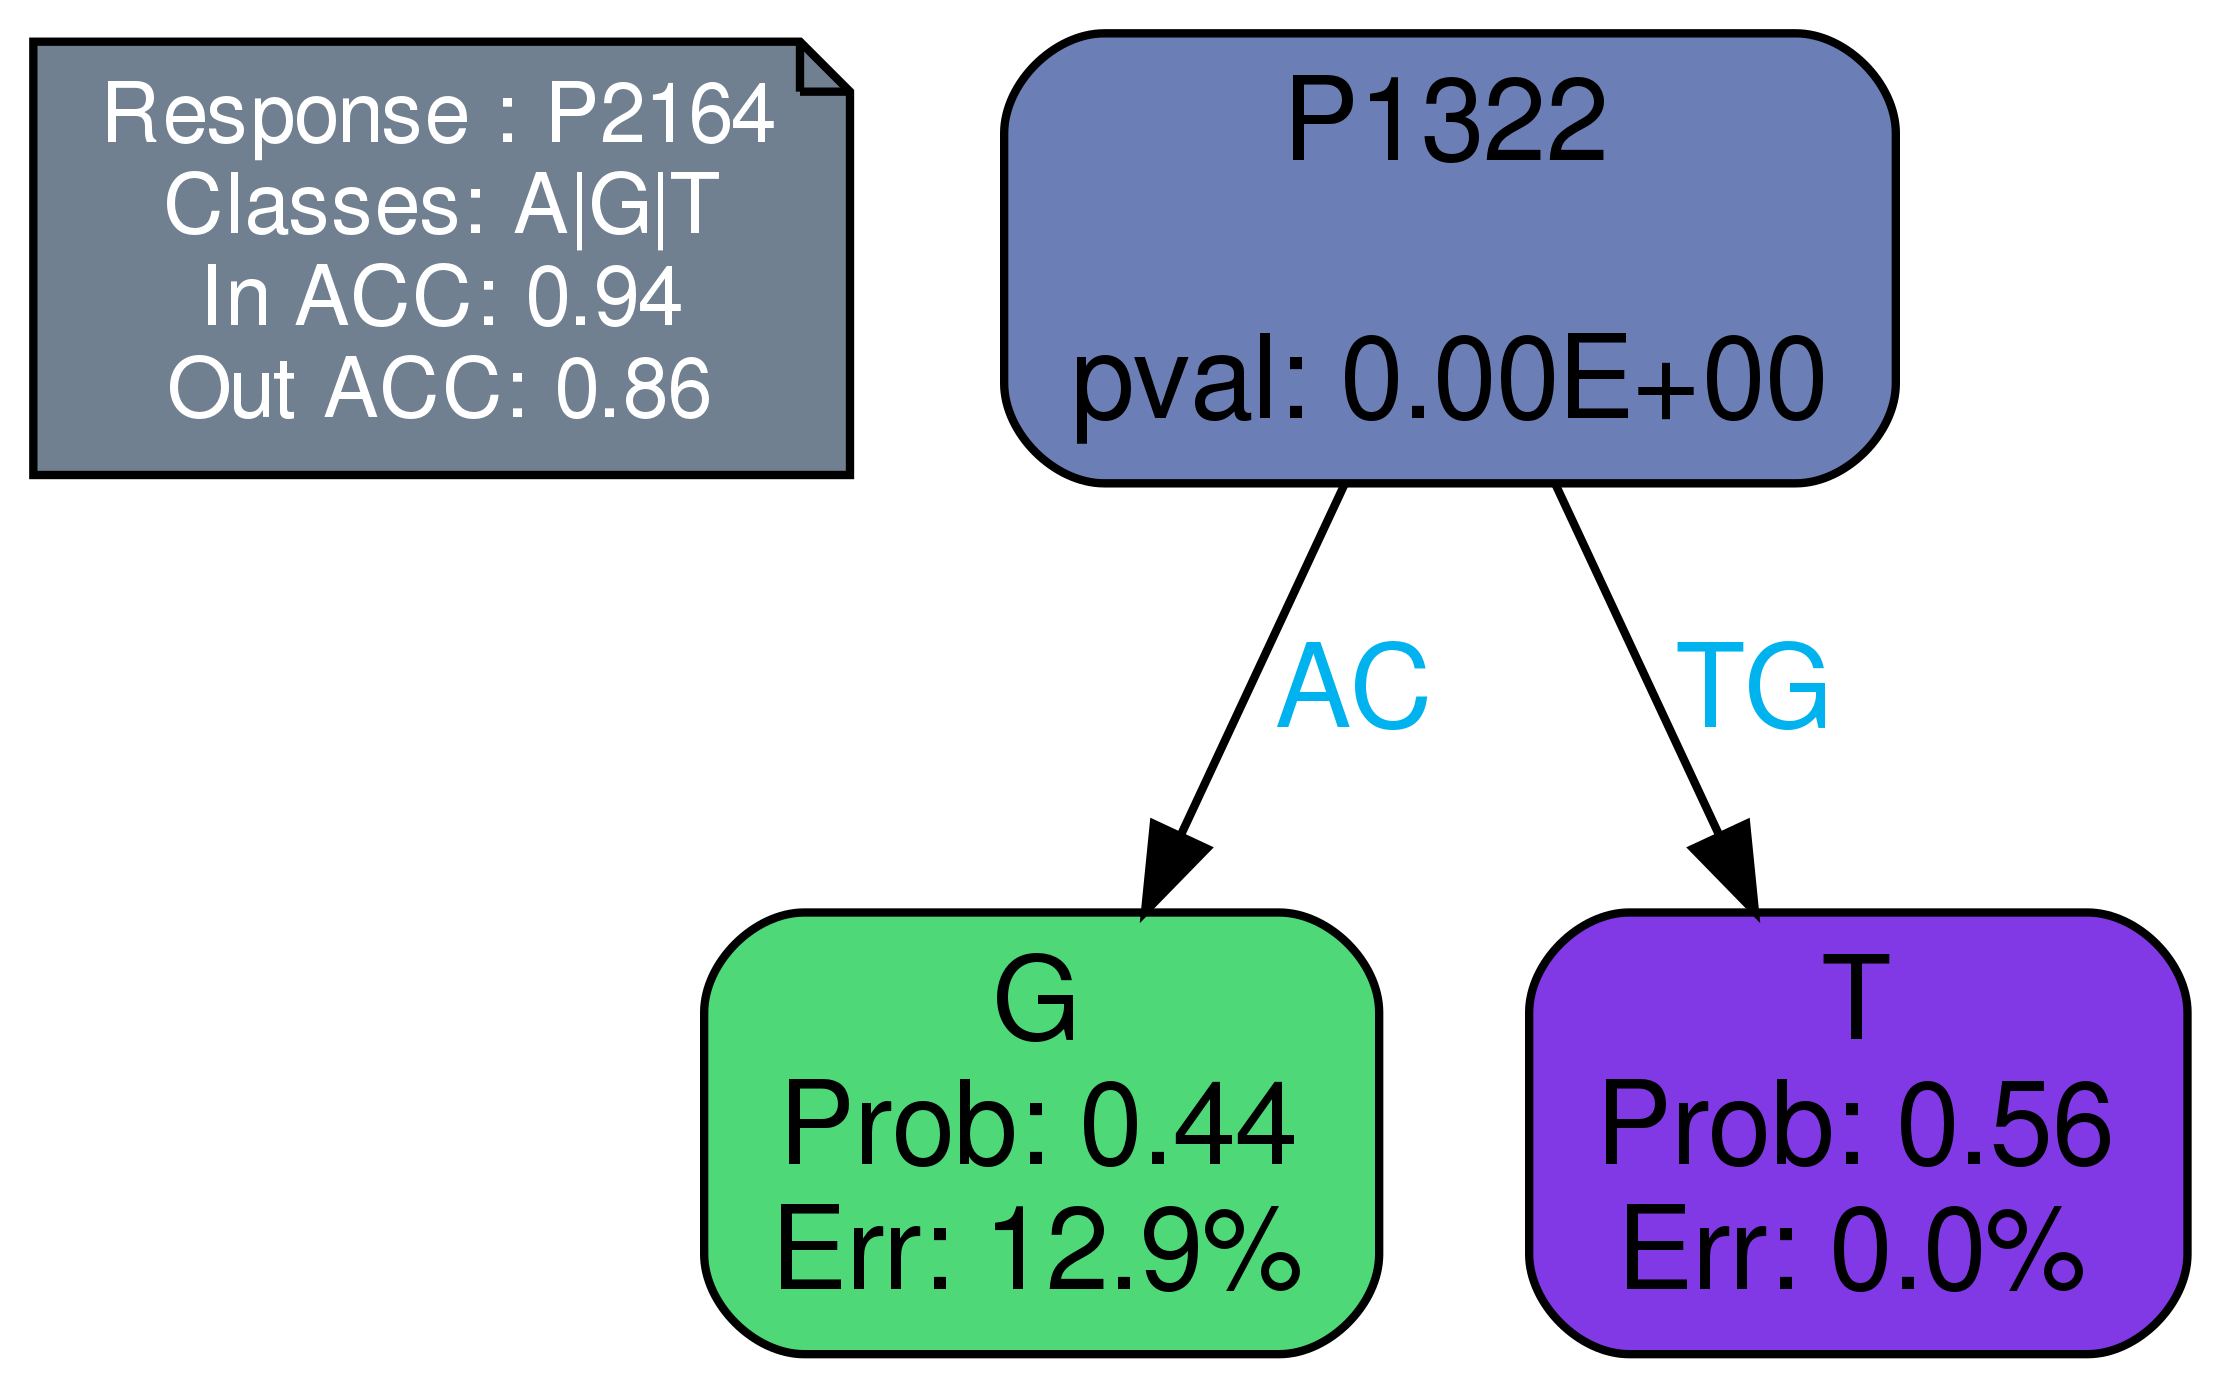 Response : P2164
Classes: A|G|T
In ACC: 0.94
Out ACC: 0.86
P1322
pval: 0.00E+00
AC
TG
G
Prob: 0.44
Err: 12.9%
T
Prob: 0.56
Err: 0.0%